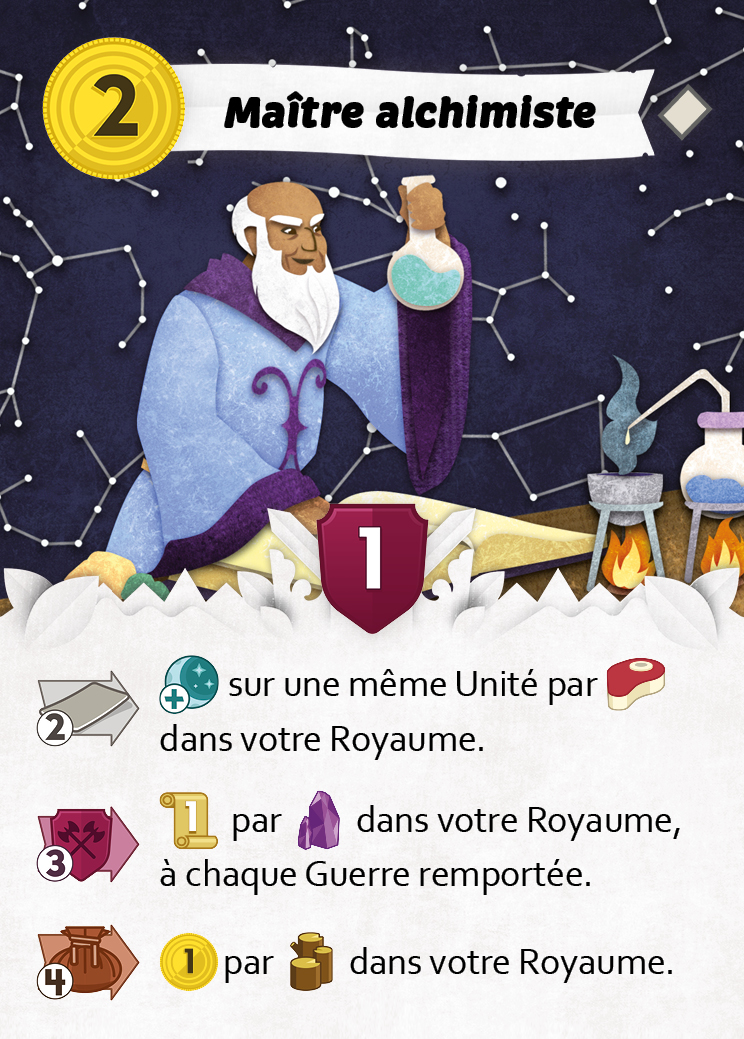 2
Maître alchimiste
1
2 sur une même Unité par
dans votre Royaume.
3 1 par dans votre Royaume,
à chaque Guerre remportée.
4 1 par dans votre Royaume.